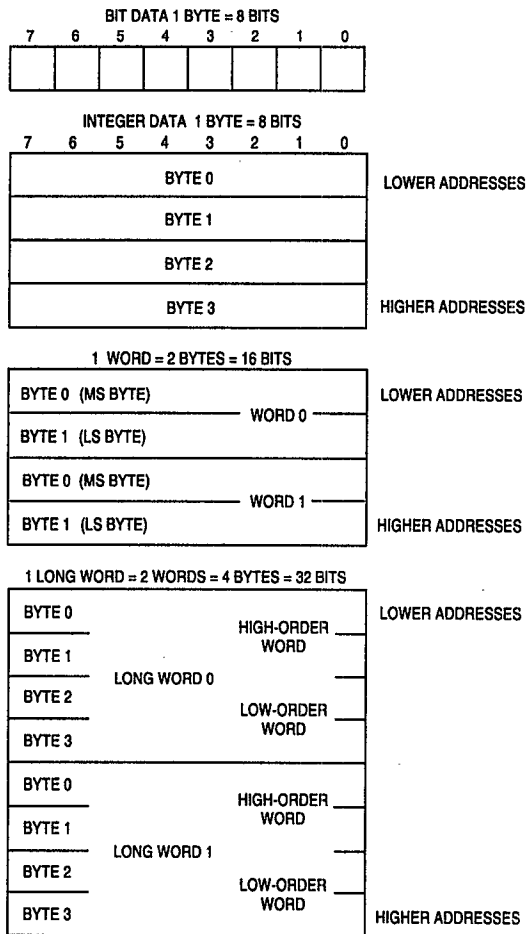 BIT DATA 1 BYTE = 8 BITS
7 6 5 4 3 2 1 0
INTEGER DATA 1 BYTE = 8 BITS
7 6 5 4 3 2 1 0
BYTE 0
LOWER ADDRESSES
BYTE 1
BYTE 2
BYTE 3
HIGHER ADDRESSES
1 WORD = 2 BYTES = 16 BITS
BYTE 0 (MS BYTE)
LOWER ADDRESSES
WORD 0
BYTE 1 (LS BYTE)
BYTE 0 (MS BYTE)
WORD 1
BYTE 1 (LS BYTE)
HIGHER ADDRESSES
1 LONG WORD = 2 WORDS = 4 BYTES = 32 BITS
BYTE 0
LOWER ADDRESSES
HIGH-ORDER
WORD
BYTE 1
LONG WORD 0
BYTE 2
LOW-ORDER
WORD
BYTE 3
BYTE 0
HIGH-ORDER
WORD
BYTE 1
LONG WORD 1
BYTE 2
LOW-ORDER
WORD
BYTE 3
HIGHER ADDRESSES